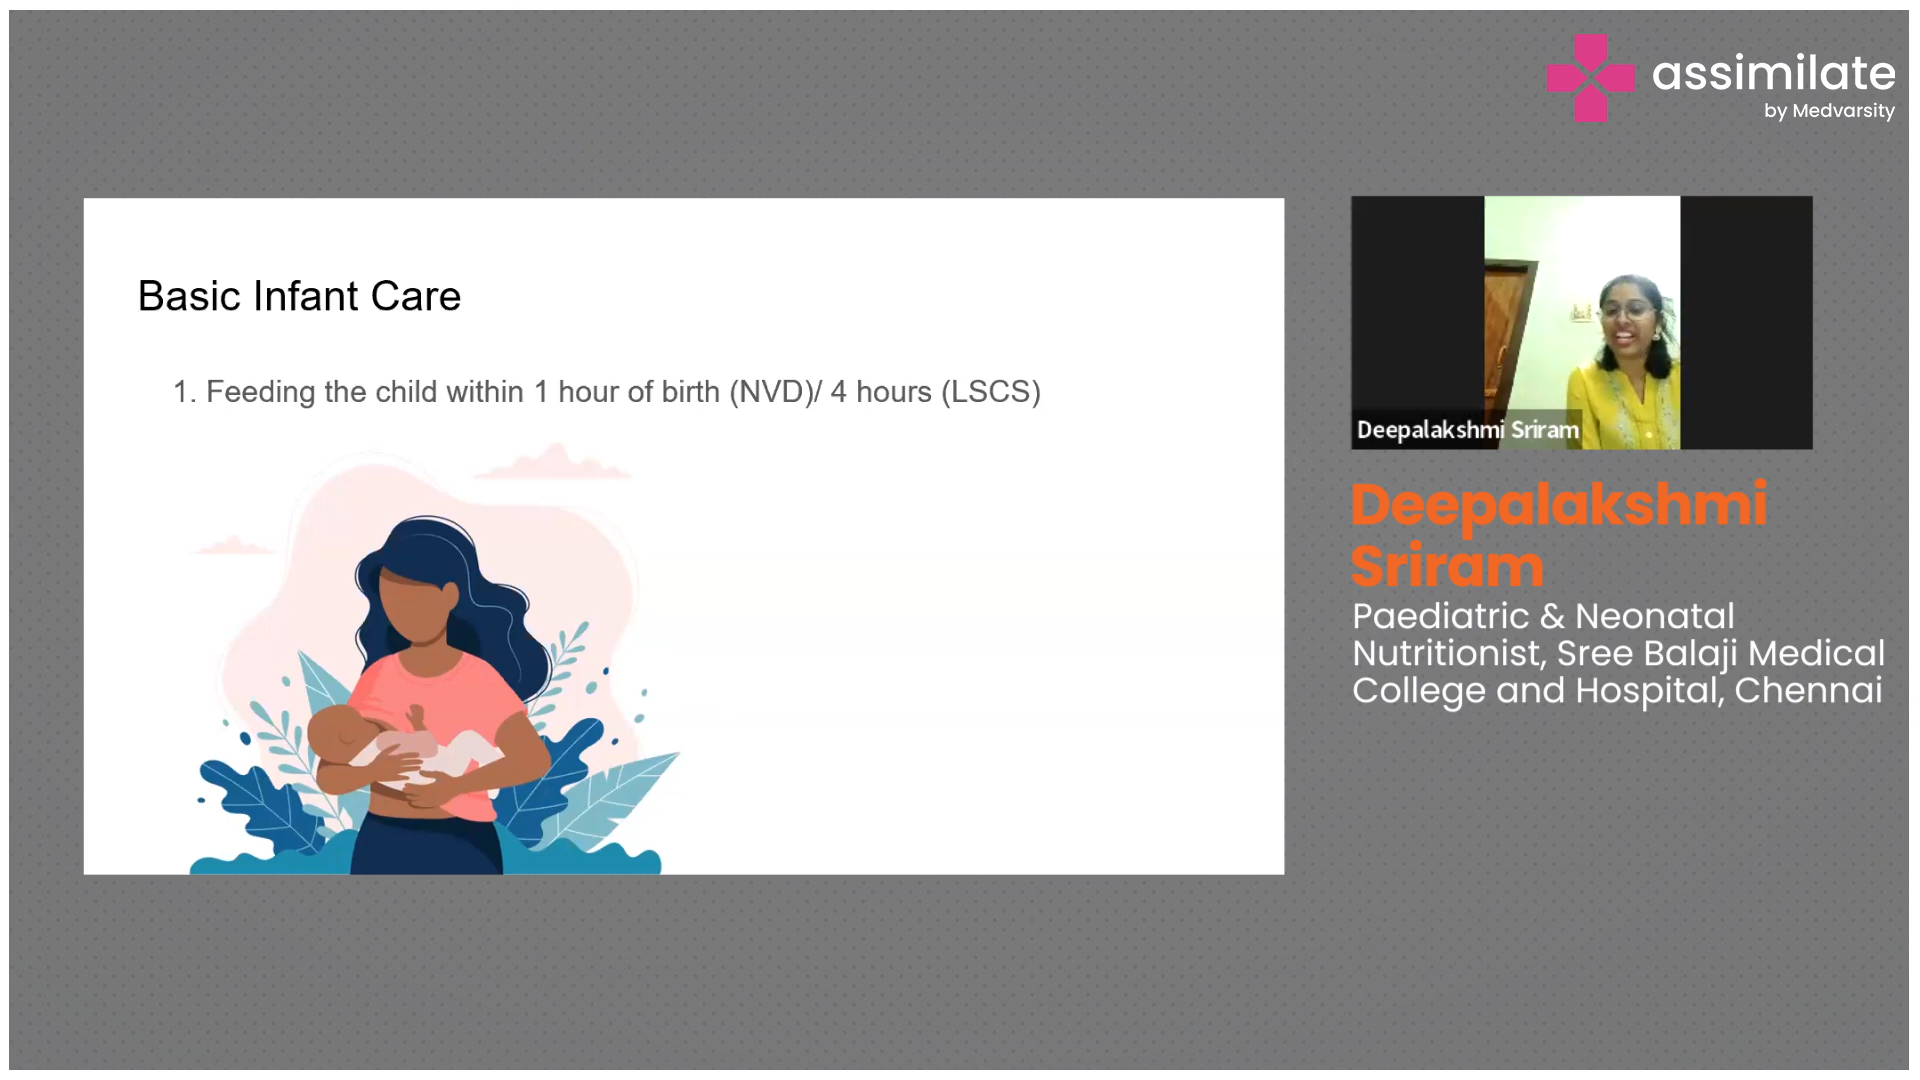 assimilate
by Medvarsity
Basic Infant Care
1. Feeding the child within 1 hour of birth (NVD)/ 4 hours (LSCS)
Deepalakshmi Sriram
Deepalakshmi
Sriram
Paediatric & Neonatal
Nutritionist, Sree Balaji Medical
College and Hospital, Chennai